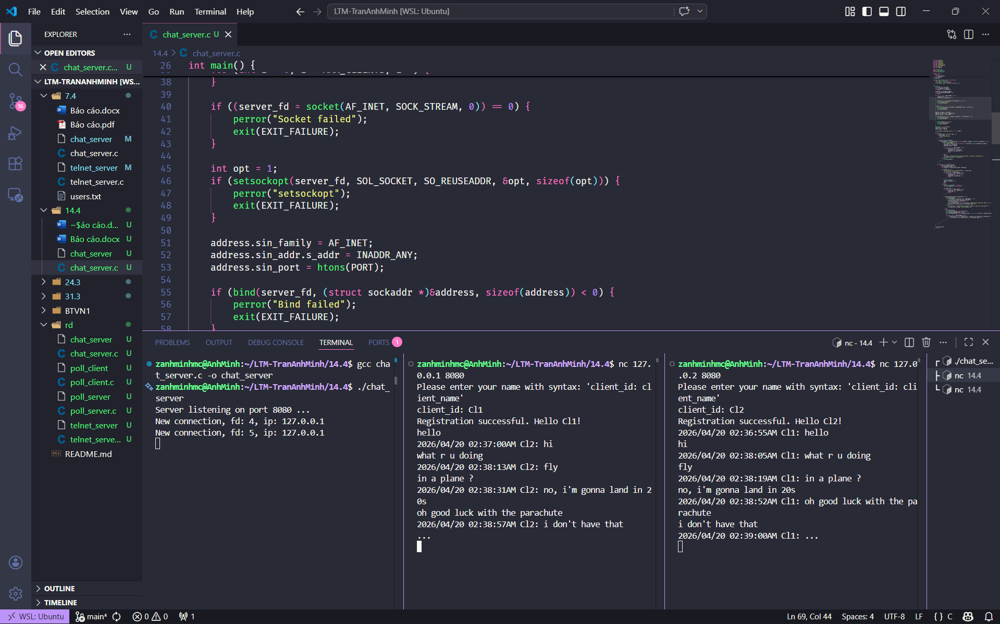 File Edit Selection View Go Run Terminal Help
LTM-TranAnhMinh [WSL: Ubuntu]
EXPLORER
OPEN EDITORS
chat_server.c... U
LTM-TRANANHMINH [WS...
7.4
Báo cáo.docx
Báo cáo.pdf
chat_server M
chat_server.c
telnet_server M
telnet_server.c
users.txt
14.4
~$áo cáo.d... U
Báo cáo.docx U
chat_server U
chat_server.c U
24.3
31.3
BTVN1
rd
chat_server U
chat_server.c U
poll_client U
poll_client.c U
poll_server U
poll_server.c U
telnet_server U
telnet_serve... U
README.md
OUTLINE
TIMELINE
16
chat_server.c U
14.4 > C chat_server.c
26 int main() {
38 }
39
40 if ((server_fd = socket(AF_INET, SOCK_STREAM, 0)) == 0) {
41 perror("Socket failed");
42 exit(EXIT_FAILURE);
43 }
44
45 int opt = 1;
46 if (setsockopt(server_fd, SOL_SOCKET, SO_REUSEADDR, &opt, sizeof(opt))) {
47 perror("setsockopt");
48 exit(EXIT_FAILURE);
49 }
50
51 address.sin_family = AF_INET;
52 address.sin_addr.s_addr = INADDR_ANY;
53 address.sin_port = htons(PORT);
54
55 if (bind(server_fd, (struct sockaddr *)&address, sizeof(address)) < 0) {
56 perror("Bind failed");
57 exit(EXIT_FAILURE);
58 }
PROBLEMS OUTPUT DEBUG CONSOLE TERMINAL PORTS 1
nc - 14.4
zanhminhmc@AnhMinh:~/LTM-TranAnhMinh/14.4$ gcc cha
t_server.c -o chat_server
zanhminhmc@AnhMinh:~/LTM-TranAnhMinh/14.4$ ./chat_
server
Server listening on port 8080 ...
New connection, fd: 4, ip: 127.0.0.1
New connection, fd: 5, ip: 127.0.0.1
zanhminhmc@AnhMinh:~/LTM-TranAnhMinh/14.4$ nc 127.
0.0.1 8080
Please enter your name with syntax: 'client_id: cl
ient_name'
client_id: Cl1
Registration successful. Hello Cl1!
hello
2026/04/20 02:37:00AM Cl2: hi
what r u doing
2026/04/20 02:38:13AM Cl2: fly
in a plane ?
2026/04/20 02:38:31AM Cl2: no, i'm gonna land in 2
0s
oh good luck with the parachute
2026/04/20 02:38:57AM Cl2: i don't have that
...
zanhminhmc@AnhMinh:~/LTM-TranAnhMinh/14.4$ nc 127.0
.0.2 8080
Please enter your name with syntax: 'client_id: cli
ent_name'
client_id: Cl2
Registration successful. Hello Cl2!
2026/04/20 02:36:55AM Cl1: hello
hi
2026/04/20 02:38:05AM Cl1: what r u doing
fly
2026/04/20 02:38:19AM Cl1: in a plane ?
no, i'm gonna land in 20s
2026/04/20 02:38:52AM Cl1: oh good luck with the pa
rachute
i don't have that
2026/04/20 02:39:00AM Cl1: ...
./chat_se...
nc 14.4
nc 14.4
WSL: Ubuntu main* 0 0 1
Ln 69, Col 44 Spaces: 4 UTF-8 LF {} C